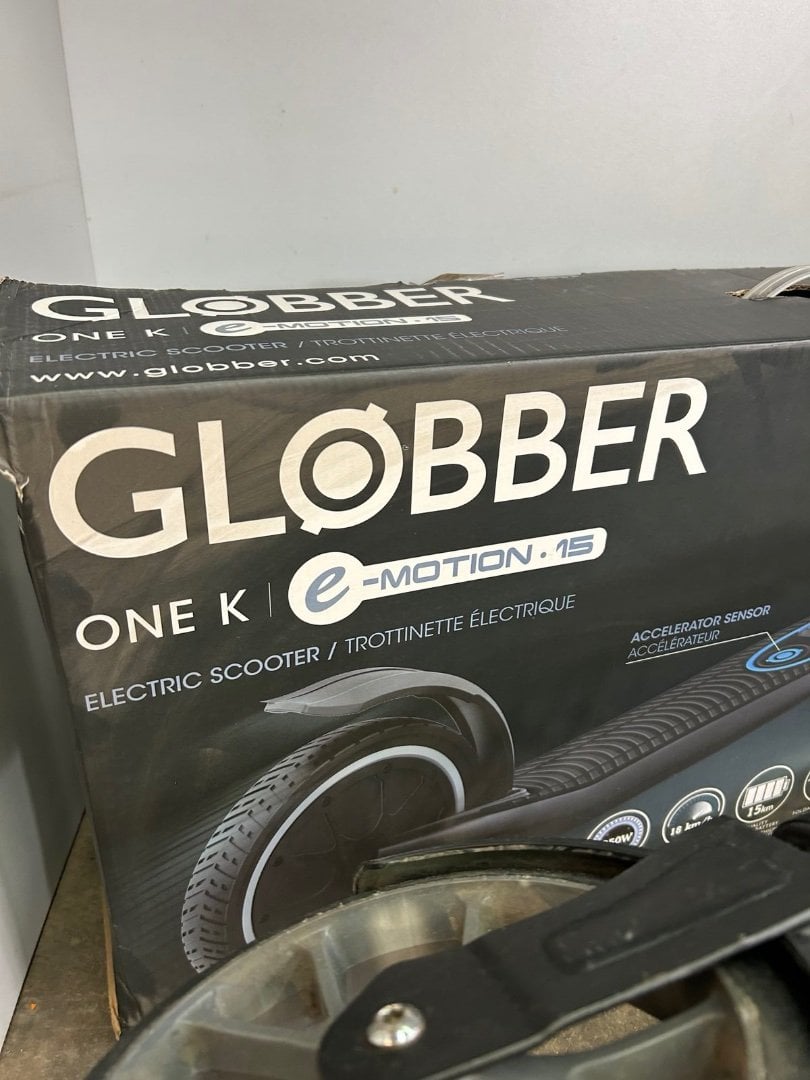 GLOBBER
ONE K | e-MOTION · 15
ELECTRIC SCOOTER / TROTTINETTE ÉLECTRIQUE
www.globber.com
GLOBBER
ONE K | e-MOTION · 15
ELECTRIC SCOOTER / TROTTINETTE ÉLECTRIQUE
ACCELERATOR SENSOR
ACCÉLÉRATEUR
18 km/h
15km